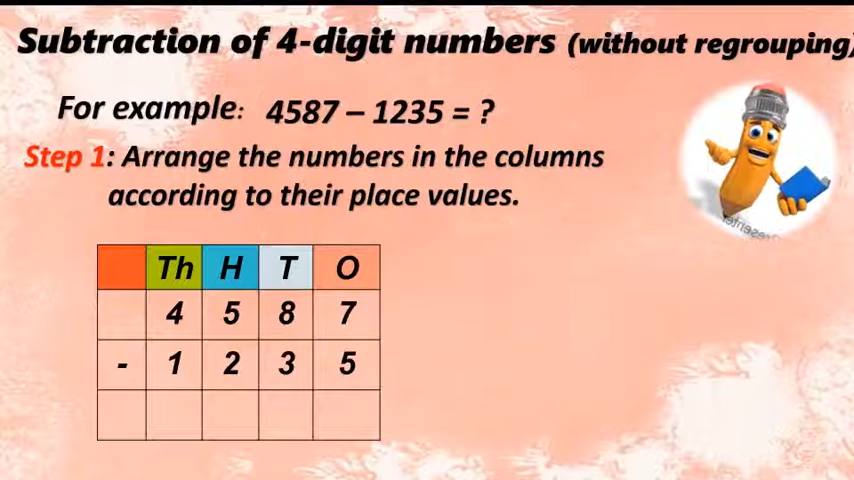 Subtraction of 4-digit numbers (without regrouping)
For example: 4587 – 1235 = ?
Step 1: Arrange the numbers in the columns
according to their place values.
Th H T O
4 5 8 7
- 1 2 3 5
Presenter